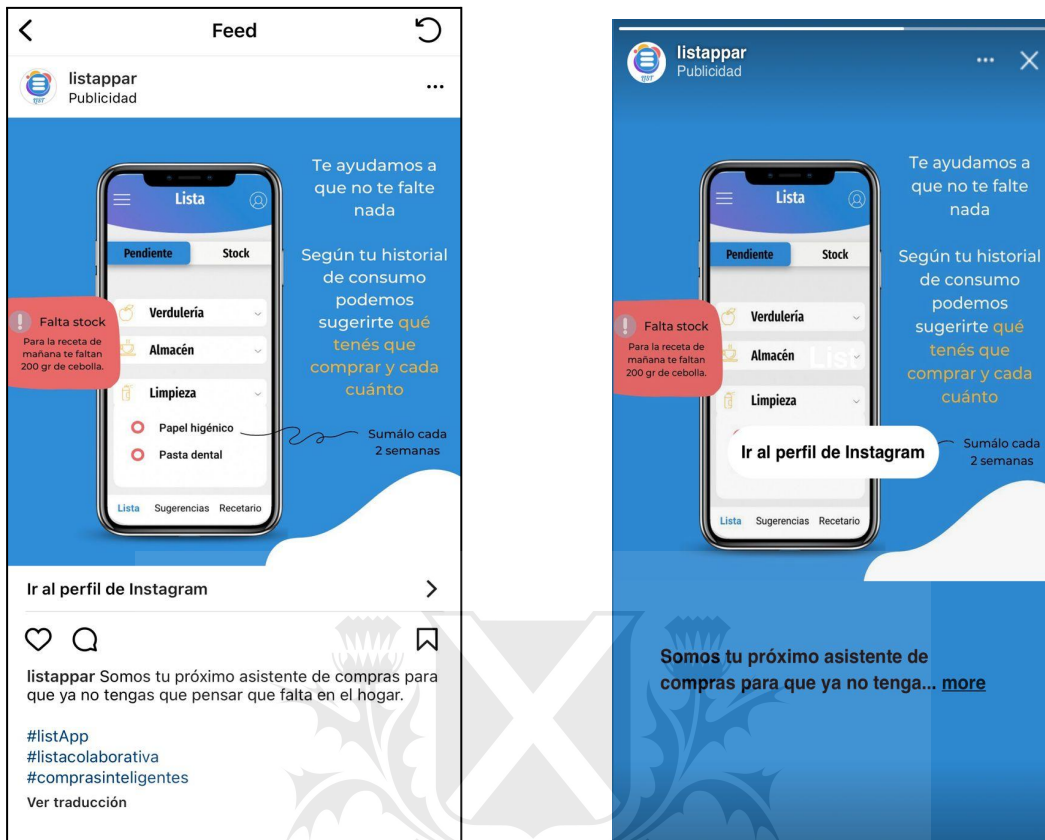 Feed
listappar
Publicidad
Te ayudamos a
que no te falte
nada
Según tu historial
de consumo
podemos
sugerirte qué
tenés que
comprar y cada
cuánto
Lista
Pendiente Stock
Verdulería
Almacén
Limpieza
Papel higénico
Pasta dental
Lista Sugerencias Recetario
Falta stock
Para la receta de
mañana te faltan
200 gr de cebolla.
Sumálo cada
2 semanas
Ir al perfil de Instagram
listappar Somos tu próximo asistente de compras para
que ya no tengas que pensar que falta en el hogar.
#listApp
#listacolaborativa
#comprasinteligentes
Ver traducción
listappar
Publicidad
Te ayudamos a
que no te falte
nada
Según tu historial
de consumo
podemos
sugerirte qué
tenés que
comprar y cada
cuánto
Lista
Pendiente Stock
Verdulería
Almacén
List
Limpieza
Lista Sugerencias Recetario
Falta stock
Para la receta de
mañana te faltan
200 gr de cebolla.
Ir al perfil de Instagram
Sumálo cada
2 semanas
Somos tu próximo asistente de
compras para que ya no tenga... more